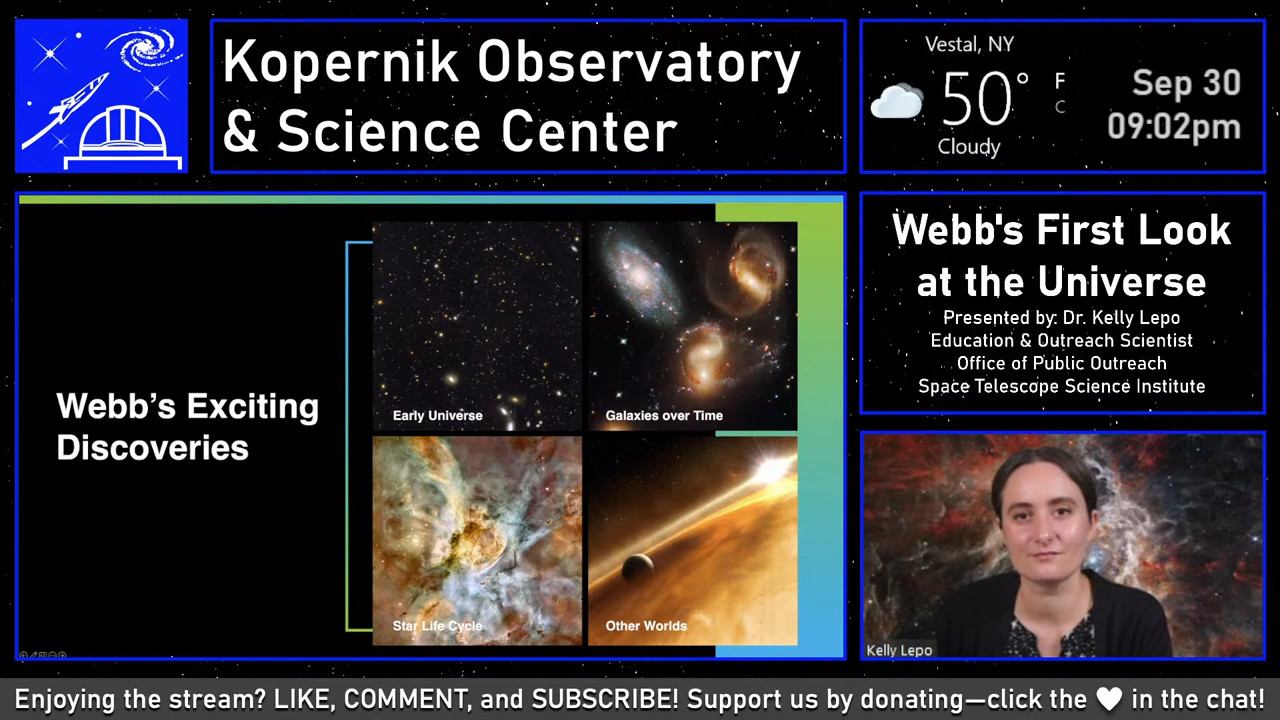 Kopernik Observatory
& Science Center
Vestal, NY
50°
F
C
Cloudy
Sep 30
09:02pm
Webb's First Look
at the Universe
Presented by: Dr. Kelly Lepo
Education & Outreach Scientist
Office of Public Outreach
Space Telescope Science Institute
Webb’s Exciting
Discoveries
Early Universe
Galaxies over Time
Star Life Cycle
Other Worlds
Kelly Lepo
Enjoying the stream? LIKE, COMMENT, and SUBSCRIBE! Support us by donating—click the ♥ in the chat!